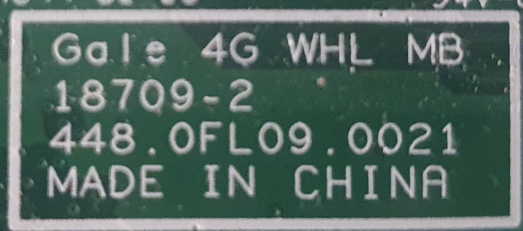 Gale 4G WHL MB
18709-2
448.0FL09.0021
MADE IN CHINA